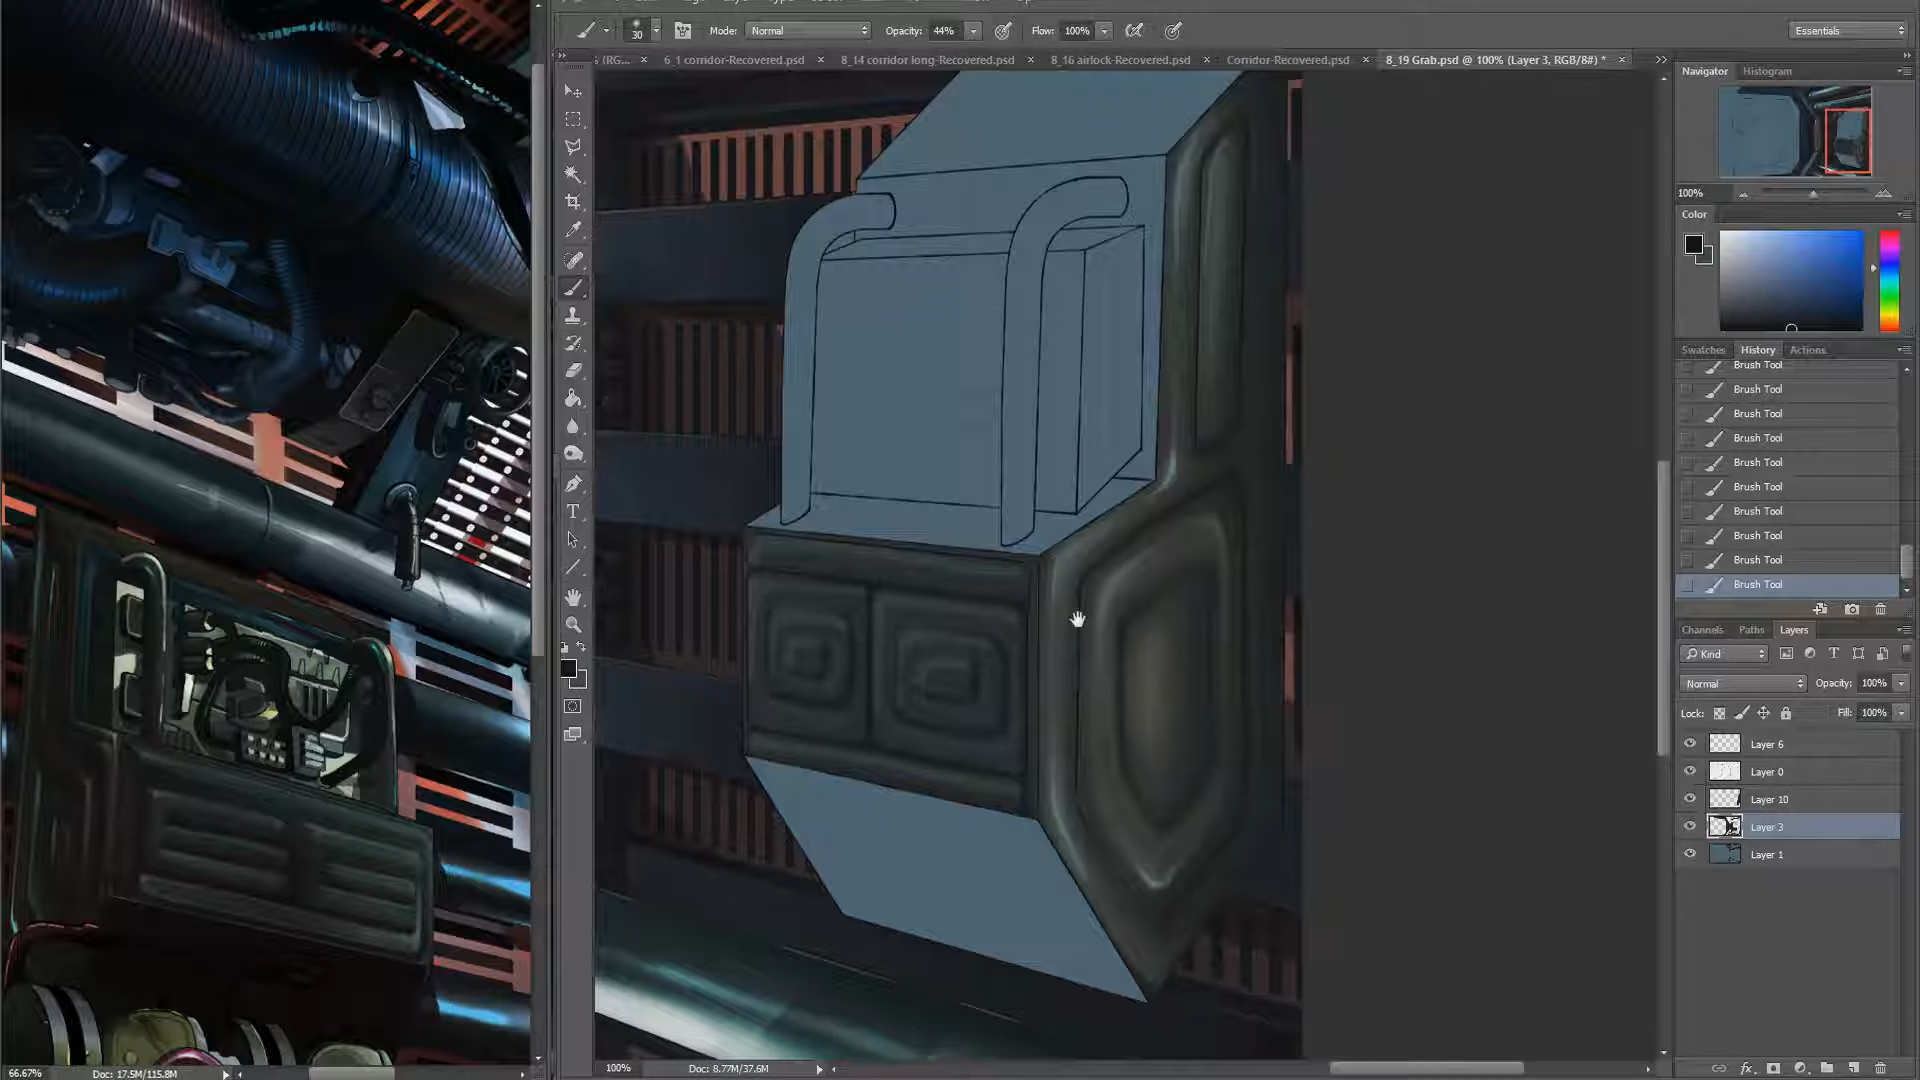 30
Mode:
Normal
Opacity:
44%
Flow:
100%
Essentials
% (RG...
6_1 corridor-Recovered.psd
8_14 corridor long-Recovered.psd
8_16 airlock-Recovered.psd
Corridor-Recovered.psd
8_19 Grab.psd @ 100% (Layer 3, RGB/8#) *
Navigator
Histogram
100%
Color
Swatches
History
Actions
Brush Tool
Brush Tool
Brush Tool
Brush Tool
Brush Tool
Brush Tool
Brush Tool
Brush Tool
Brush Tool
Brush Tool
Channels
Paths
Layers
Kind
Normal
Opacity:
100%
Lock:
Fill:
100%
Layer 6
Layer 0
Layer 10
Layer 3
Layer 1
66.67%
Doc: 17.5M/115.8M
100%
Doc: 8.77M/37.6M